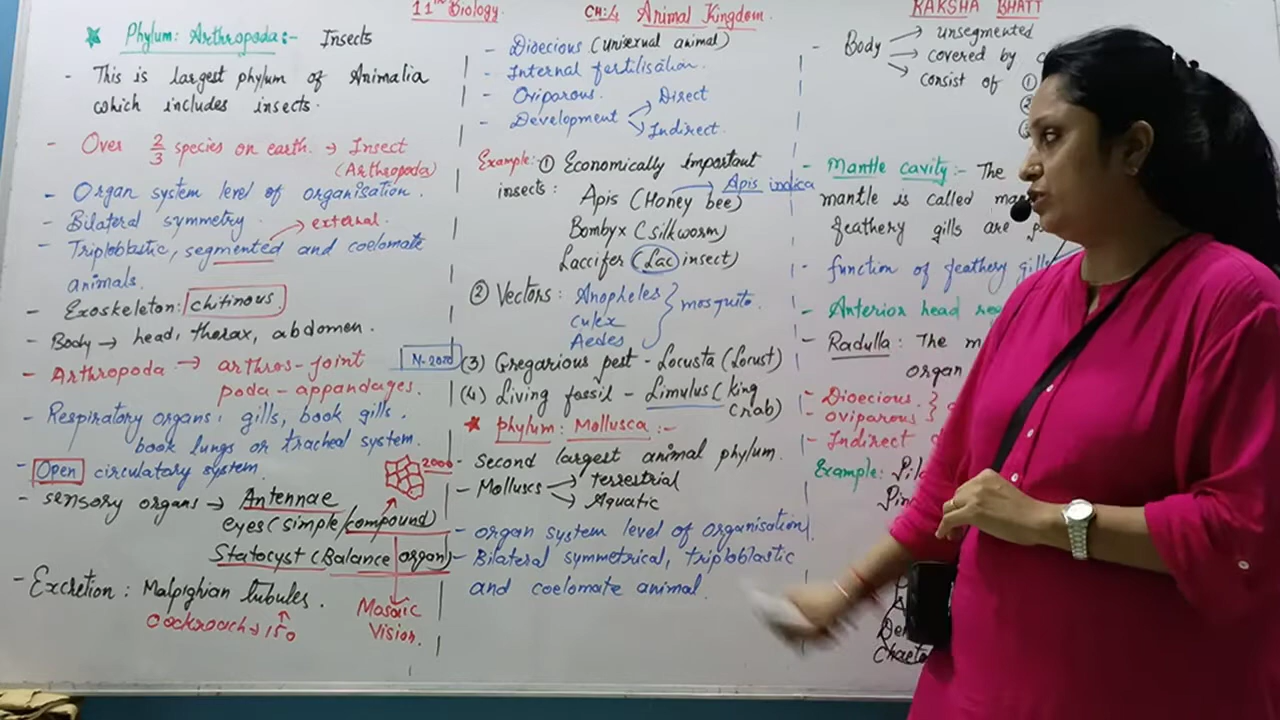 11th Biology.
CH:4 Animal Kingdom.
RAKSHA BHATT
★ Phylum: Arthropoda:- Insects
- This is largest phylum of Animalia
which includes insects.
- Over 2/3 species on earth. → Insect
(Arthropoda)
- Organ system level of organisation.
- Bilateral symmetry
→ external
- Triploblastic, segmented and coelomate
animals.
- Exoskeleton: chitinous
- Body → head, thorax, abdomen.
- Arthropoda → arthros - joint
poda - appandages.
- Respiratory organs: gills, book gills.
book lungs or tracheal system.
- Open circulatory system.
2000
- sensory organs → Antennae
eyes (simple/compound)
Statocyst (Balance organ)
- Excretion: Malpighian tubules.
cockroach → 150
Mosaic
Vision.
- Dioecious (unisexual animal)
- Internal fertilisation.
- Oviparous.
- Development → Direct
→ Indirect.
Example: ① Economically important
insects:
Apis (Honey bee) → Apis indica
Bombyx (silkworm)
Laccifer (Lac insect)
② Vectors: Anopheles } mosquito.
Culex
Aedes
N-2020
(3) Gregarious pest - Locusta (Locust)
(4) Living fossil - Limulus (king
crab)
★ Phylum: Mollusca:-
- Second largest animal phylum.
- Molluscs → terrestrial
→ Aquatic
- organ system level of organisation
- Bilateral symmetrical, triploblastic
and coelomate animal.
- Body → unsegmented
→ covered by
→ consist of ①
- Mantle cavity:- The
mantle is called
feathery gills are
- function of feathery gills
- Anterior head
- Radulla: The
organ
- Dioecious.
- oviparous }
- Indirect
Example: